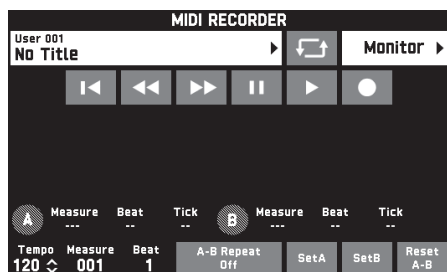 MIDI RECORDER
User 001
No Title
Monitor
A Measure Beat Tick B Measure Beat Tick
--- -- -- --- -- --
Tempo Measure Beat A-B Repeat SetA SetB Reset
120 001 1 Off A-B